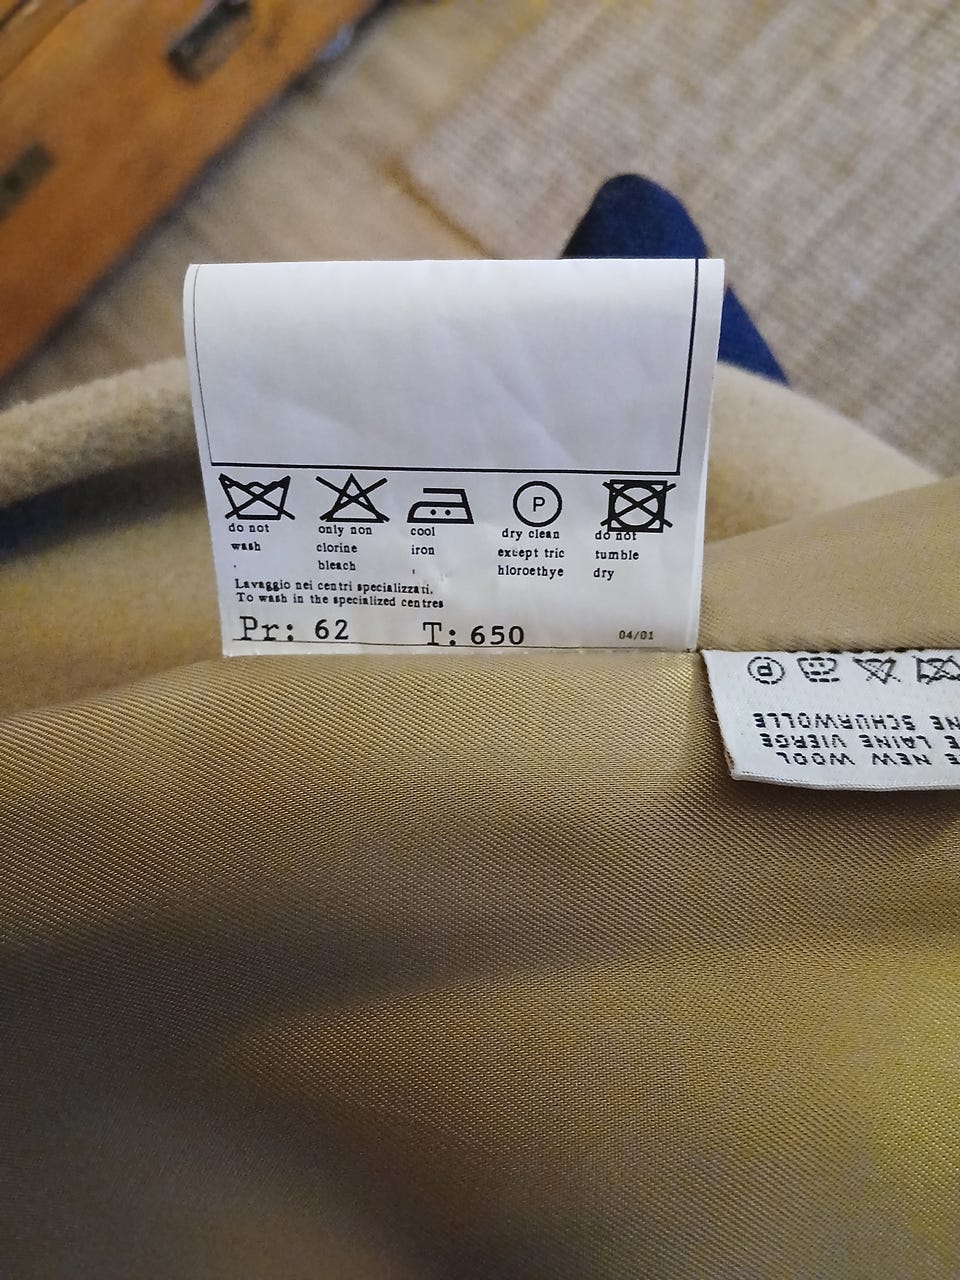 P
do not
wash
only non
clorine
bleach
cool
iron
dry clean
except tric
hloroethye
do not
tumble
dry
Lavaggio nei centri specializzati.
To wash in the specialized centres
Pr: 62 T: 650 04/01
P
NEW WOOL
LAINE VIERGE
SCHURWOLLE